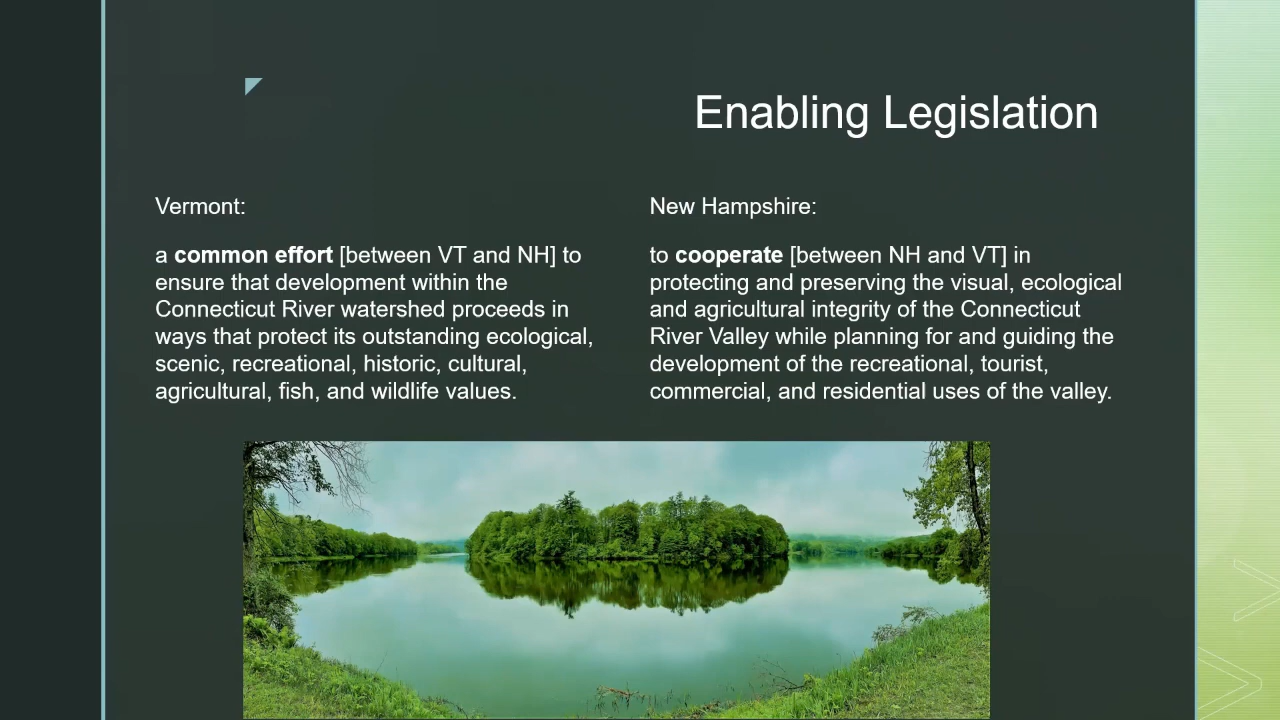 Enabling Legislation
Vermont:
a common effort [between VT and NH] to
ensure that development within the
Connecticut River watershed proceeds in
ways that protect its outstanding ecological,
scenic, recreational, historic, cultural,
agricultural, fish, and wildlife values.
New Hampshire:
to cooperate [between NH and VT] in
protecting and preserving the visual, ecological
and agricultural integrity of the Connecticut
River Valley while planning for and guiding the
development of the recreational, tourist,
commercial, and residential uses of the valley.